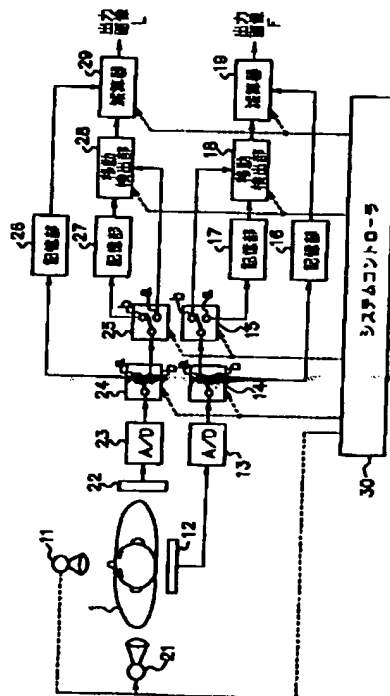 出力画像 L
出力画像 F
29
減算器
19
減算器
28
移動検出部
18
移動検出部
26
記憶部
27
記憶部
17
記憶部
16
記憶部
25
b
a
15
b
a
24
a
b
14
a
b
23
A/D
13
A/D
22
12
11
21
1
システムコントローラ
30